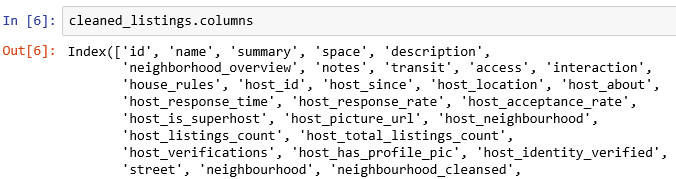 In [6]: cleaned_listings.columns
Out[6]: Index(['id', 'name', 'summary', 'space', 'description',
'neighborhood_overview', 'notes', 'transit', 'access', 'interaction',
'house_rules', 'host_id', 'host_since', 'host_location', 'host_about',
'host_response_time', 'host_response_rate', 'host_acceptance_rate',
'host_is_superhost', 'host_picture_url', 'host_neighbourhood',
'host_listings_count', 'host_total_listings_count',
'host_verifications', 'host_has_profile_pic', 'host_identity_verified',
'street', 'neighbourhood', 'neighbourhood_cleansed',